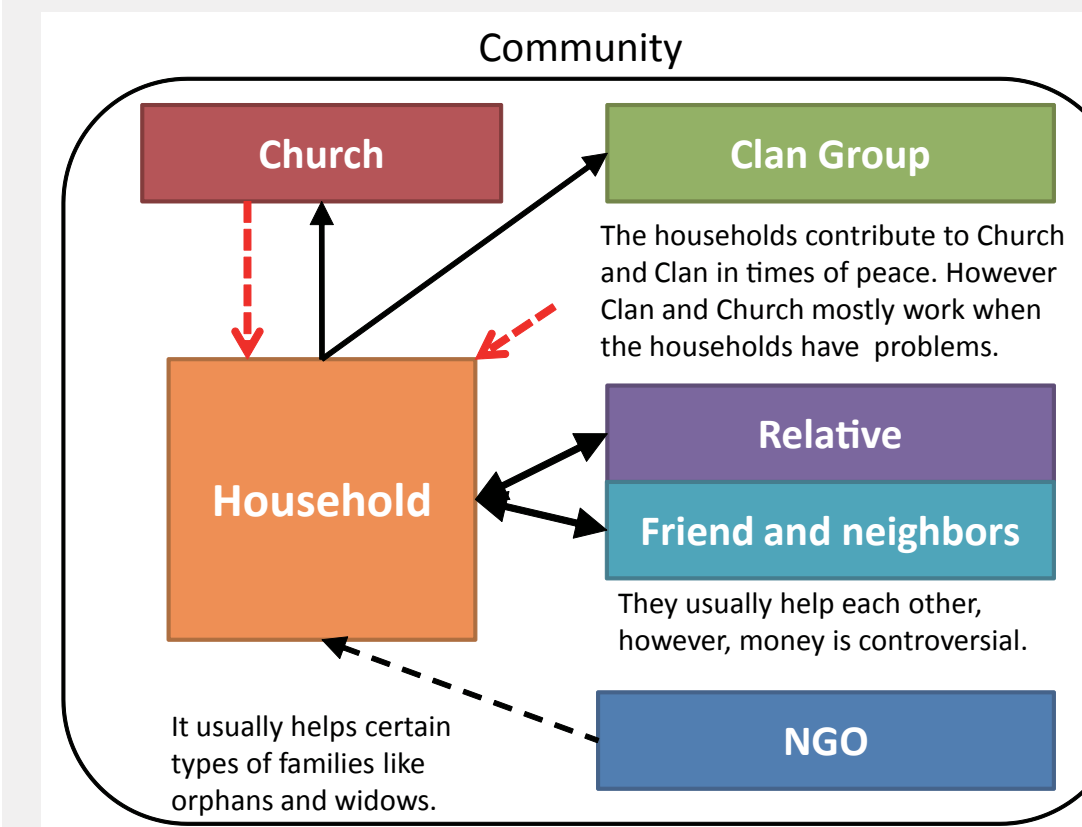 Community
Church
Clan Group
The households contribute to Church
and Clan in times of peace. However
Clan and Church mostly work when
the households have  problems.
Relative
Household
Friend and neighbors
They usually help each other,
however, money is controversial.
It usually helps certain
types of families like
orphans and widows.
NGO